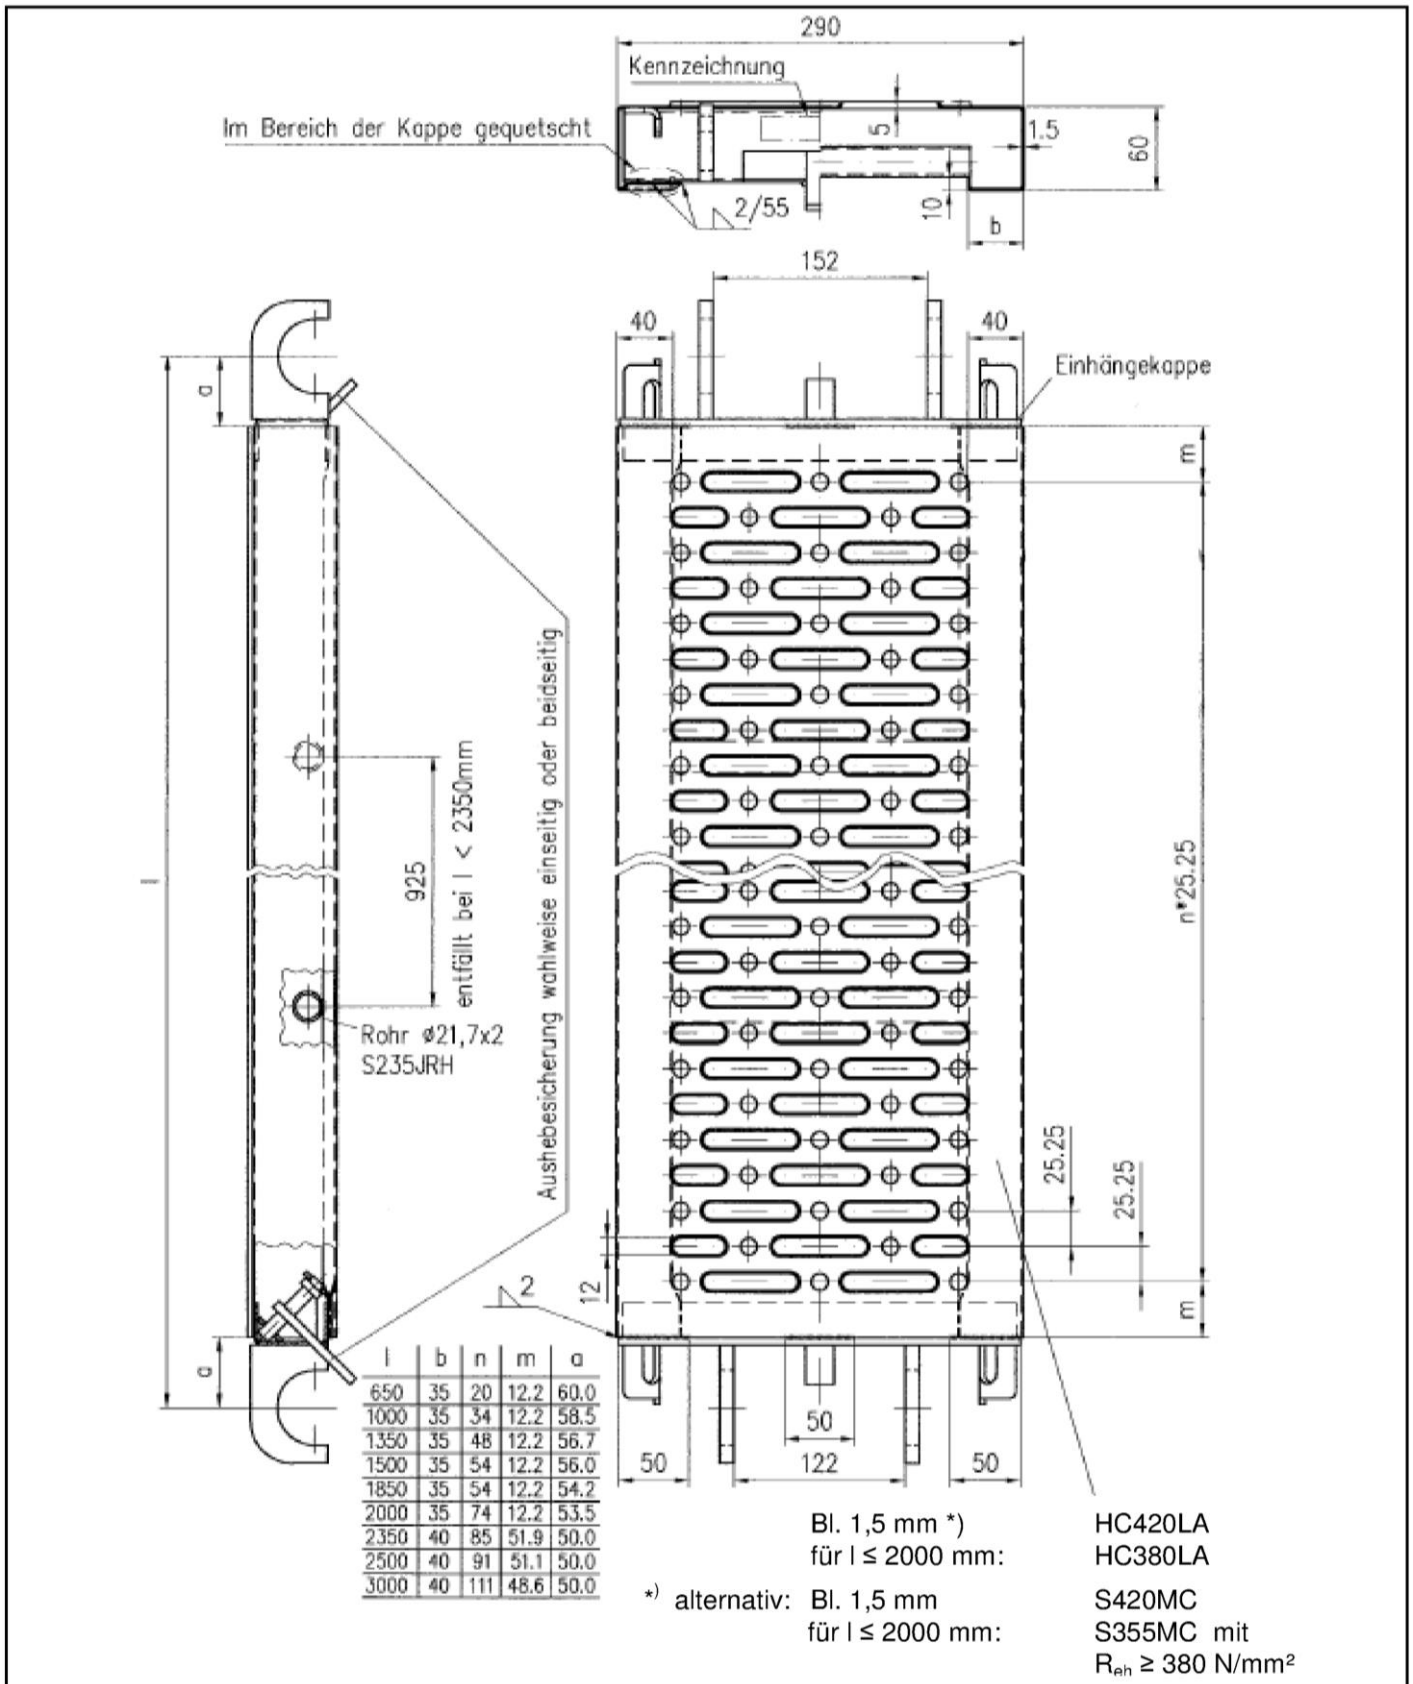 290
Kennzeichnung
Im Bereich der Kappe gequetscht
5
1.5
60
2/55
10
b
152
40
40
Einhängekappe
a
m
Aushebesicherung wahlweise einseitig oder beidseitig
l
925
entfällt bei l < 2350mm
n*25.25
Rohr ø21,7x2
S235JRH
25.25
25.25
12
2
m
a
l b n m a
650 35 20 12.2 60.0
1000 35 34 12.2 58.5
1350 35 48 12.2 56.7
1500 35 54 12.2 56.0
1850 35 54 12.2 54.2
2000 35 74 12.2 53.5
2350 40 85 51.9 50.0
2500 40 91 51.1 50.0
3000 40 111 48.6 50.0
50
50
122
50
Bl. 1,5 mm *) HC420LA
für l ≤ 2000 mm: HC380LA
*) alternativ: Bl. 1,5 mm S420MC
für l ≤ 2000 mm: S355MC mit
Reh ≥ 380 N/mm²